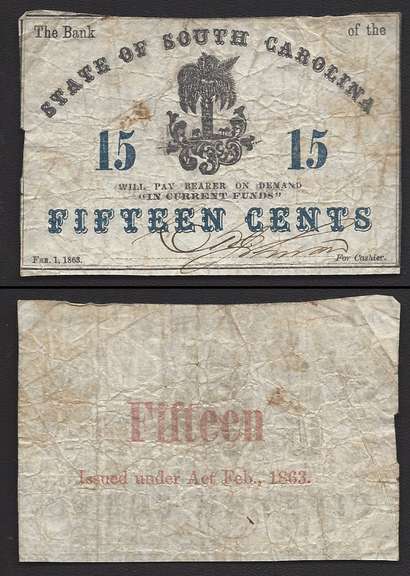 The Bank of the
STATE OF SOUTH CAROLINA
15 15
WILL PAY BEARER ON DEMAND
"IN CURRENT FUNDS"
FIFTEEN CENTS
FEB. 1, 1863. For Cashier.
Fifteen
Issued under Act Feb., 1863.